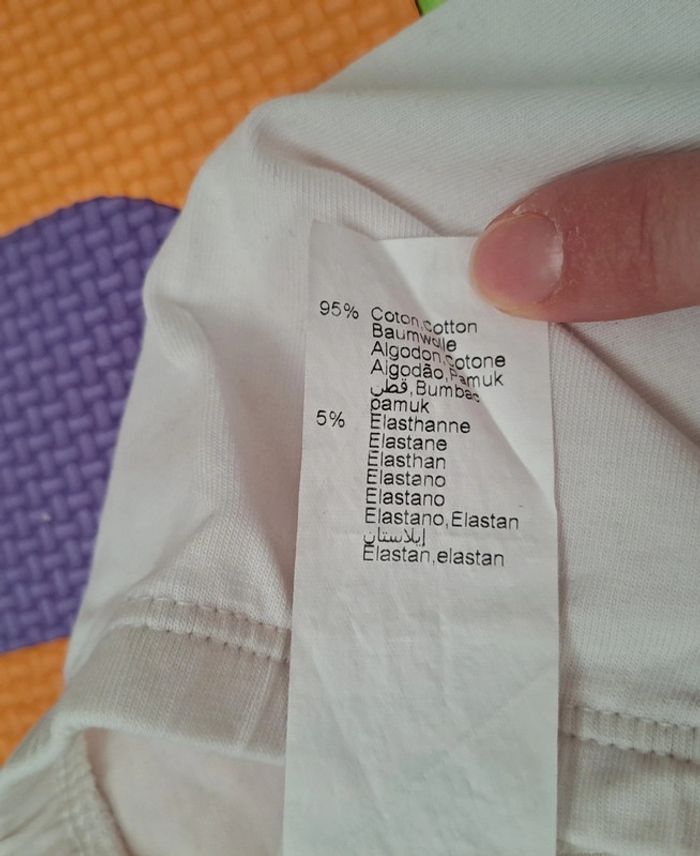 95% Coton,cotton
Baumwolle
Algodon,cotone
Algodão,Pamuk
قطن,Bumbac
pamuk
5% Elasthanne
Elastane
Elasthan
Elastano
Elastano
Elastano,Elastan
إيلاستان
Elastan,elastan